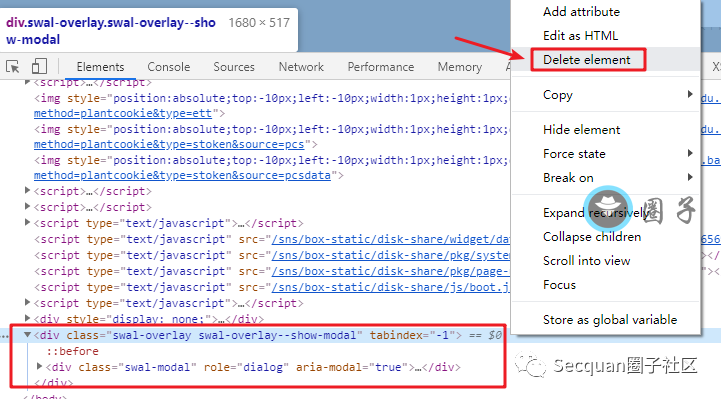 div.swal-overlay.swal-overlay--sho
w-modal
1680 × 517
Elements Console Sources Network Performance Memory A
<script>…</script>
<img style="position:absolute;top:-10px;left:-10px;width:1px;height:1px;
du.
method=plantcookie&type=ett">
<img style="position:absolute;top:-10px;left:-10px;width:1px;height:1px;
du.
method=plantcookie&type=stoken&source=pcs">
<img style="position:absolute;top:-10px;left:-10px;width:1px;height:1px;
.ba
method=plantcookie&type=stoken&source=pcsdata">
<script>…</script>
<script>…</script>
<script type="text/javascript">…</script>
<script type="text/javascript" src="/sns/box-static/disk-share/widget/da
656
<script type="text/javascript" src="/sns/box-static/disk-share/pkg/system
<script type="text/javascript" src="/sns/box-static/disk-share/pkg/page-
></
<script type="text/javascript" src="/sns/box-static/disk-share/js/boot.j
<script type="text/javascript">…</script>
<div style="display: none;">…</div>
… <div class="swal-overlay swal-overlay--show-modal" tabindex="-1"> == $0
::before
<div class="swal-modal" role="dialog" aria-modal="true">…</div>
</div>
</body>
Add attribute
Edit as HTML
Delete element
Copy
Hide element
Force state
Break on
Expand recursively
Collapse children
Scroll into view
Focus
Store as global variable
XS
圈子
Secquan圈子社区